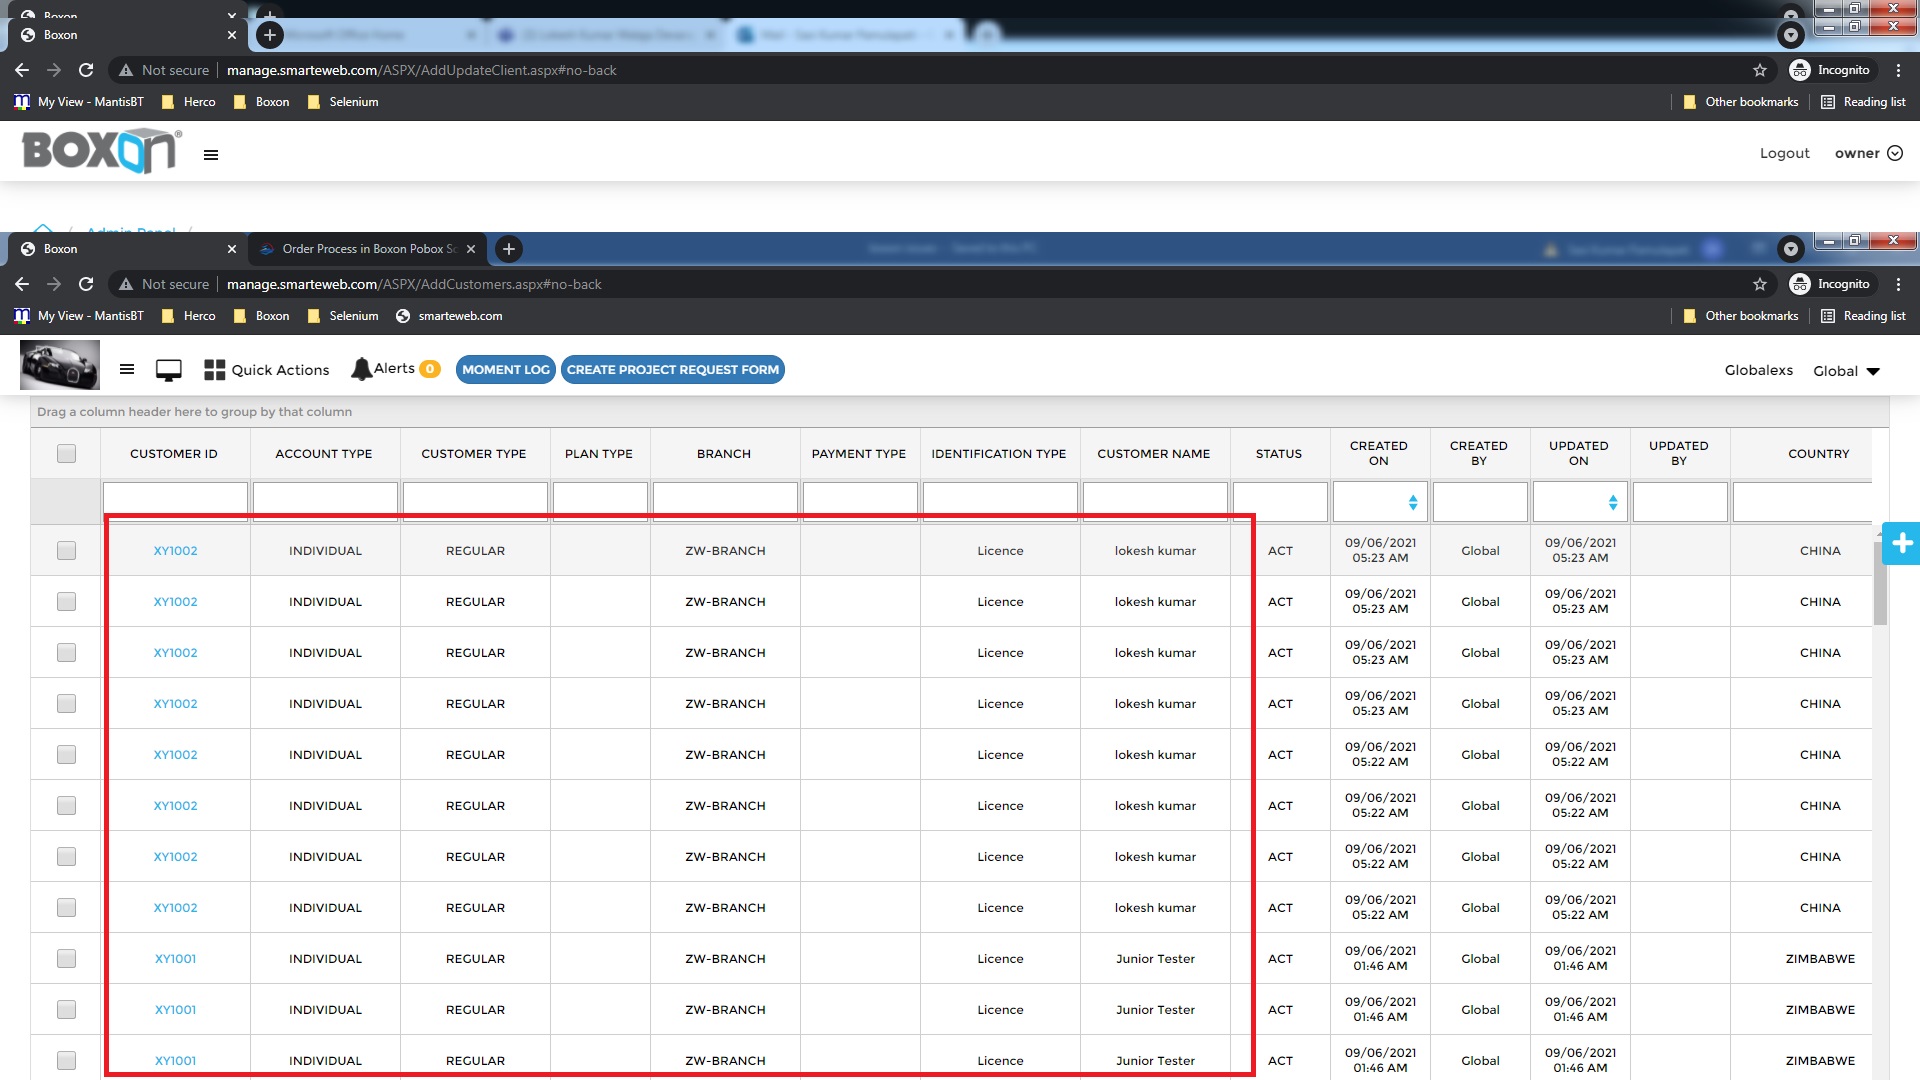 Boxon
Boxon
Not secure manage.smarteweb.com/ASPX/AddUpdateClient.aspx#no-back Incognito
My View - MantisBT Herco Boxon Selenium Other bookmarks Reading list
BOXON® Logout owner
/ Admin Panel /
Boxon Order Process in Boxon Pobox Sc
Not secure manage.smarteweb.com/ASPX/AddCustomers.aspx#no-back Incognito
My View - MantisBT Herco Boxon Selenium smarteweb.com Other bookmarks Reading list
Quick Actions Alerts 0 MOMENT LOG CREATE PROJECT REQUEST FORM Globalexs Global
Drag a column header here to group by that column
CUSTOMER ID ACCOUNT TYPE CUSTOMER TYPE PLAN TYPE BRANCH PAYMENT TYPE IDENTIFICATION TYPE CUSTOMER NAME STATUS CREATED ON CREATED BY UPDATED ON UPDATED BY COUNTRY
XY1002 INDIVIDUAL REGULAR ZW-BRANCH Licence lokesh kumar ACT 09/06/2021 05:23 AM Global 09/06/2021 05:23 AM CHINA
XY1002 INDIVIDUAL REGULAR ZW-BRANCH Licence lokesh kumar ACT 09/06/2021 05:23 AM Global 09/06/2021 05:23 AM CHINA
XY1002 INDIVIDUAL REGULAR ZW-BRANCH Licence lokesh kumar ACT 09/06/2021 05:23 AM Global 09/06/2021 05:23 AM CHINA
XY1002 INDIVIDUAL REGULAR ZW-BRANCH Licence lokesh kumar ACT 09/06/2021 05:23 AM Global 09/06/2021 05:23 AM CHINA
XY1002 INDIVIDUAL REGULAR ZW-BRANCH Licence lokesh kumar ACT 09/06/2021 05:22 AM Global 09/06/2021 05:22 AM CHINA
XY1002 INDIVIDUAL REGULAR ZW-BRANCH Licence lokesh kumar ACT 09/06/2021 05:22 AM Global 09/06/2021 05:22 AM CHINA
XY1002 INDIVIDUAL REGULAR ZW-BRANCH Licence lokesh kumar ACT 09/06/2021 05:22 AM Global 09/06/2021 05:22 AM CHINA
XY1002 INDIVIDUAL REGULAR ZW-BRANCH Licence lokesh kumar ACT 09/06/2021 05:22 AM Global 09/06/2021 05:22 AM CHINA
XY1001 INDIVIDUAL REGULAR ZW-BRANCH Licence Junior Tester ACT 09/06/2021 01:46 AM Global 09/06/2021 01:46 AM ZIMBABWE
XY1001 INDIVIDUAL REGULAR ZW-BRANCH Licence Junior Tester ACT 09/06/2021 01:46 AM Global 09/06/2021 01:46 AM ZIMBABWE
XY1001 INDIVIDUAL REGULAR ZW-BRANCH Licence Junior Tester ACT 09/06/2021 01:46 AM Global 09/06/2021 01:46 AM ZIMBABWE